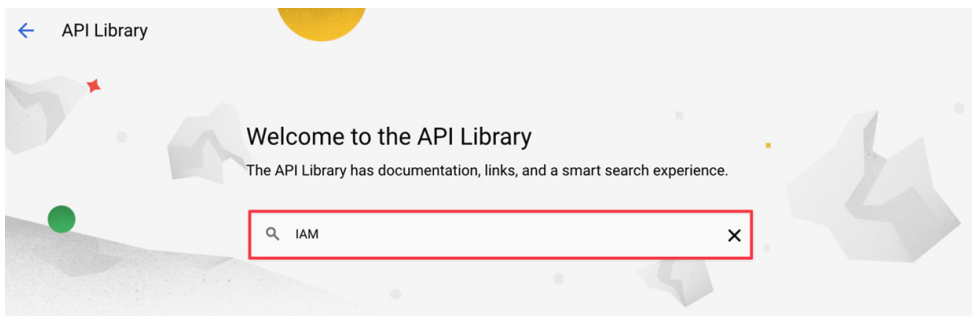 API Library
Welcome to the API Library
The API Library has documentation, links, and a smart search experience.
IAM